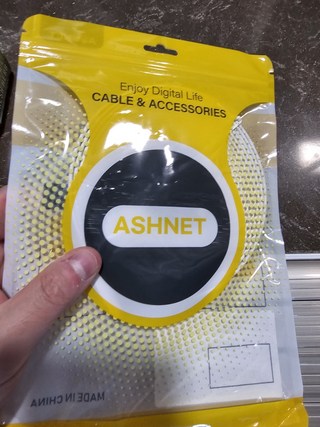 Enjoy Digital Life
CABLE & ACCESSORIES
ASHNET
MADE IN CHINA